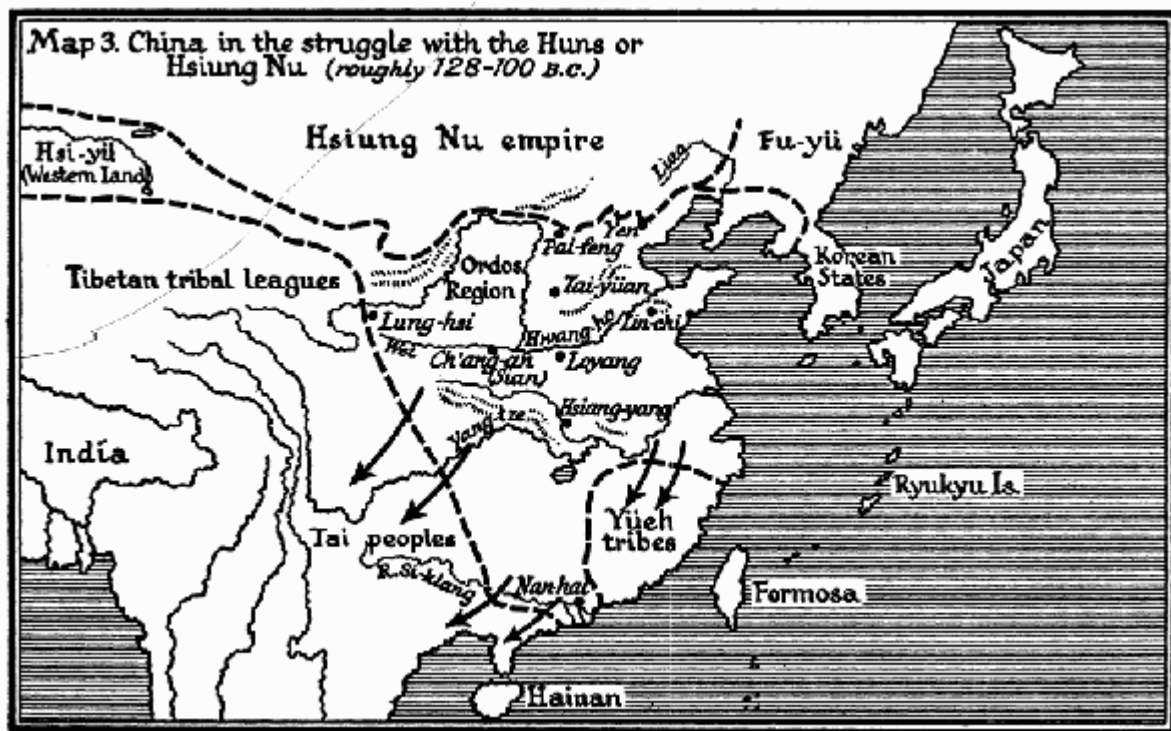 Map 3. China in the struggle with the Huns or
Hsiung Nu (roughly 128-100 B.C.)
Hsiung Nu empire
Fu-yü
Liao
Hsi-yü
(Western Land)
Yen
Pai-feng
Korean
States
Japan
Tibetan tribal leagues
Ordos
Region
Tai-yüan
Lung-hsi
Hwang Ho
Lin-chi
Wei
Ch'ang-an
(Sian)
Loyang
Yang-tze
Hsiang-yang
India
Ryukyu Is.
Tai peoples
Yüeh
tribes
R. Si-kiang
Nan-hai
Formosa
Hainan